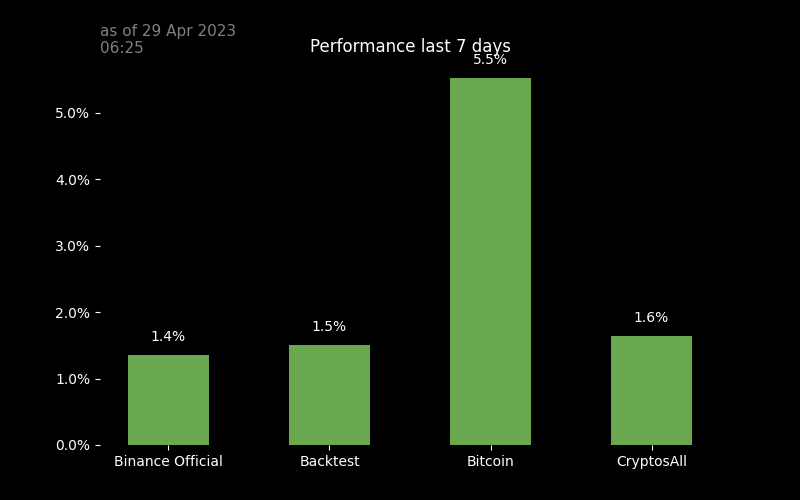 as of 29 Apr 2023
06:25
Performance last 7 days
5.5%
5.0%
4.0%
3.0%
2.0%
1.6%
1.5%
1.4%
1.0%
0.0%
Binance Official
Backtest
Bitcoin
CryptosAll